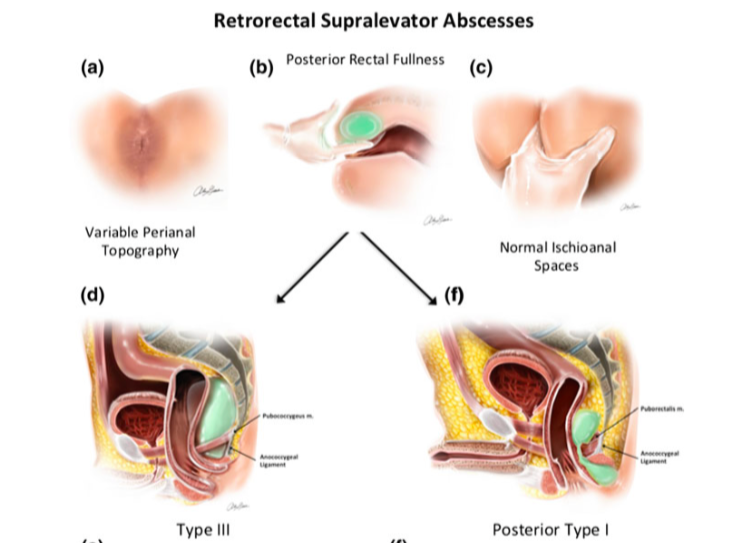 Retrorectal Supralevator Abscesses
(a)
(b)
Posterior Rectal Fullness
(c)
Variable Perianal
Topography
Normal Ischioanal
Spaces
(d)
(f)
Pubococcygeus m.
Anococcygeal
Ligament
Puborectalis m.
Anococcygeal
Ligament
Type III
Posterior Type I